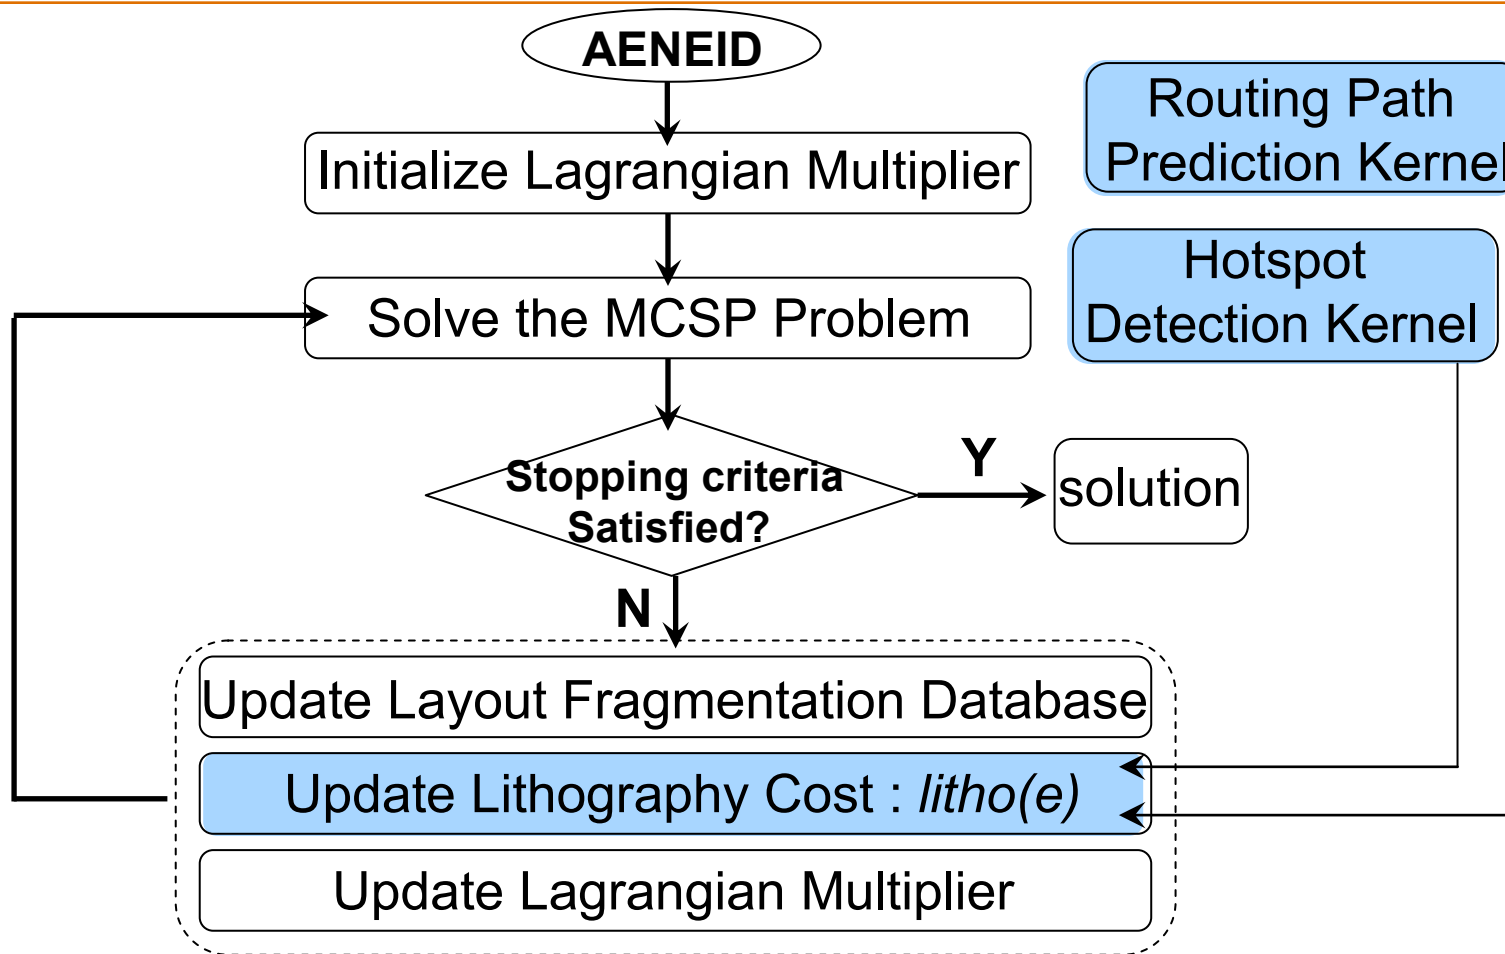 AENEID
Initialize Lagrangian Multiplier
Routing Path
Prediction Kernel
Solve the MCSP Problem
Hotspot
Detection Kernel
Stopping criteria
Satisfied?
Y
solution
N
Update Layout Fragmentation Database
Update Lithography Cost : litho(e)
Update Lagrangian Multiplier